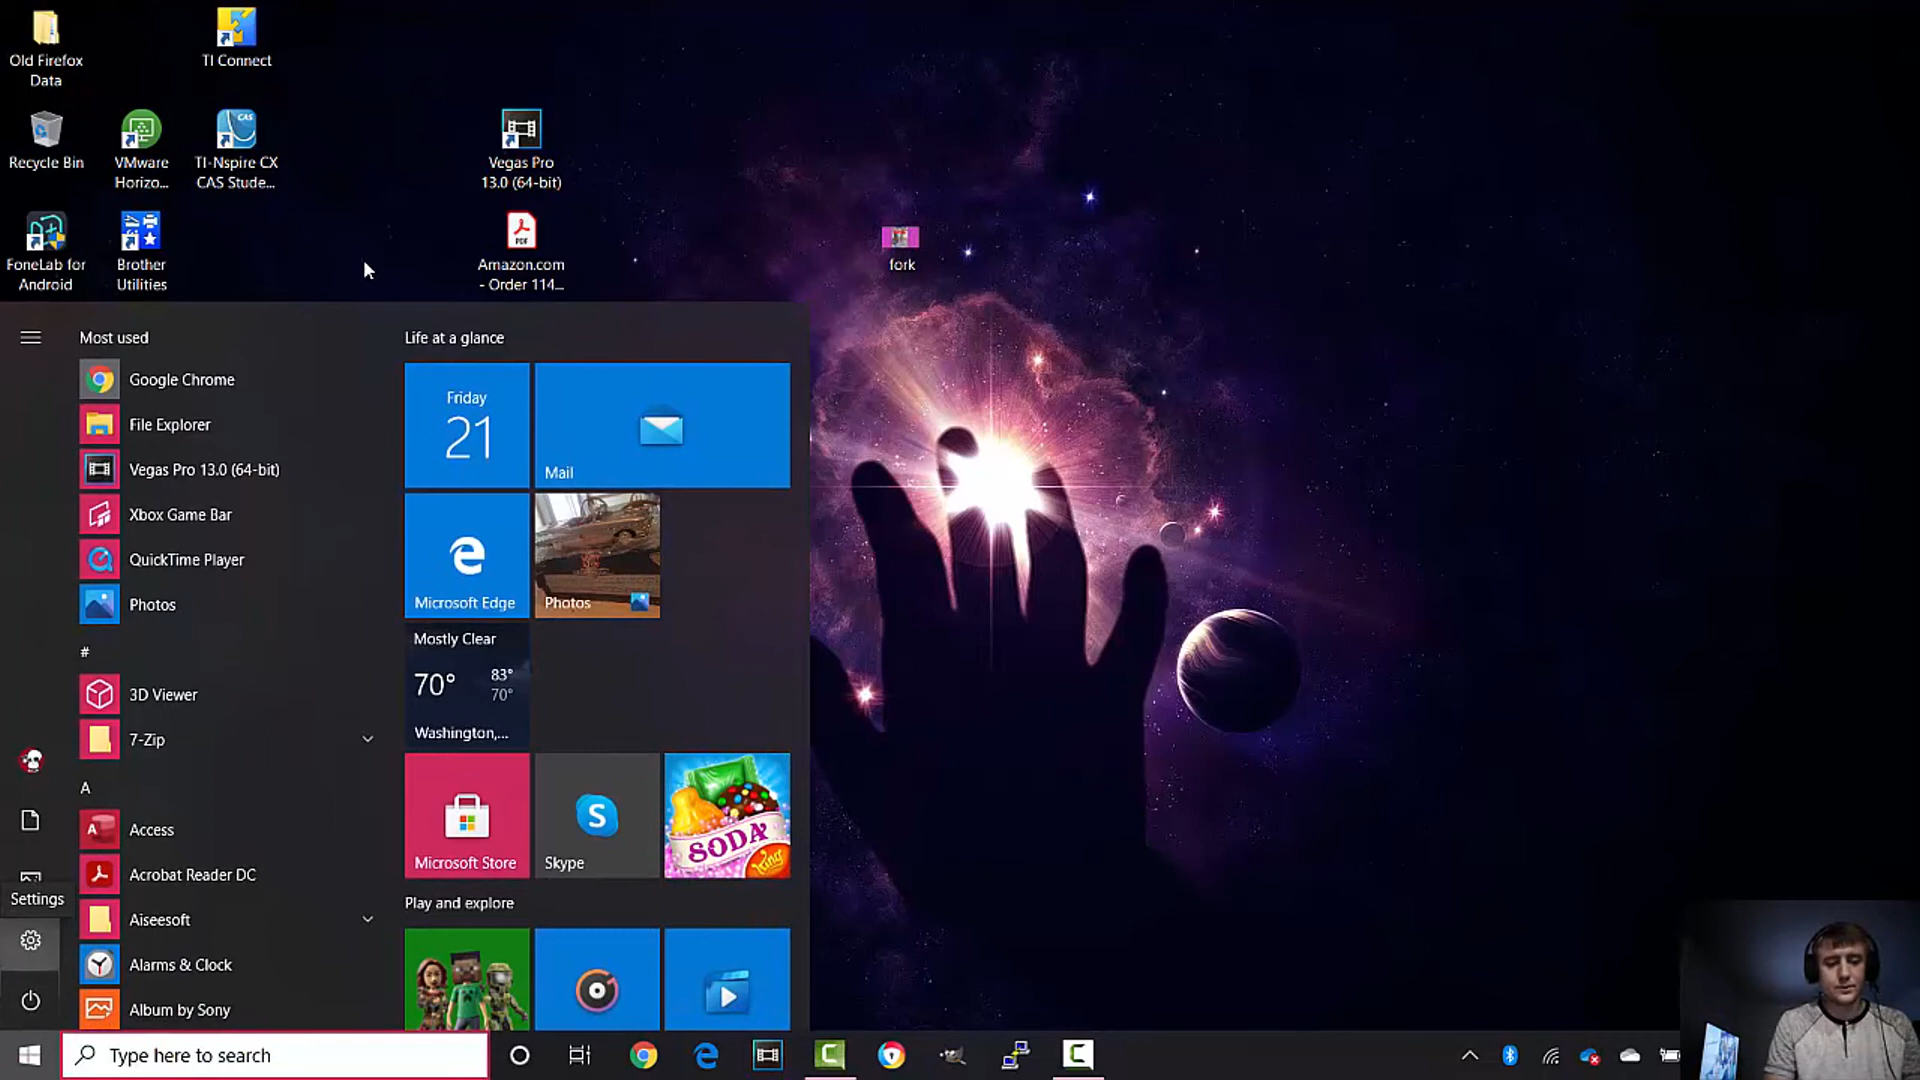 Old Firefox
Data
TI Connect
Recycle Bin
VMware
Horizo...
CAS
TI-Nspire CX
CAS Stude...
Vegas Pro
13.0 (64-bit)
FoneLab for
Android
Brother
Utilities
PDF
Amazon.com
- Order 114...
fork
Most used
Google Chrome
File Explorer
Vegas Pro 13.0 (64-bit)
Xbox Game Bar
QuickTime Player
Photos
#
3D Viewer
7-Zip
A
Access
Acrobat Reader DC
Aiseesoft
Alarms & Clock
Album by Sony
Settings
Life at a glance
Friday
21
Mail
Microsoft Edge
Photos
Mostly Clear
70°
83°
70°
Washington,...
Microsoft Store
Skype
SODA
King
Play and explore
Type here to search